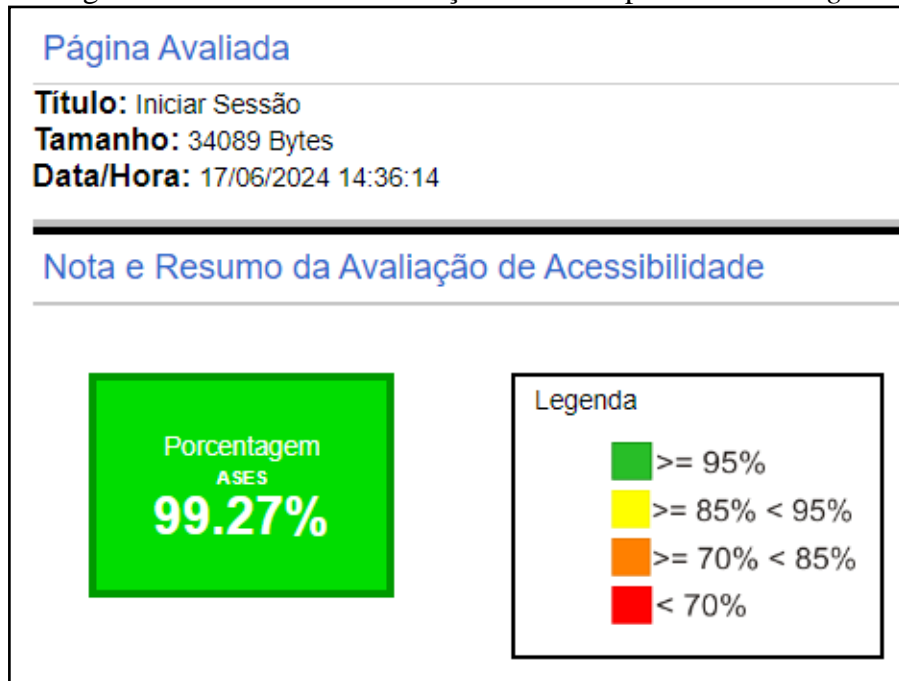 Página Avaliada
Título: Iniciar Sessão
Tamanho: 34089 Bytes
Data/Hora: 17/06/2024 14:36:14
Nota e Resumo da Avaliação de Acessibilidade
Porcentagem
ASES
99.27%
Legenda
>= 95%
>= 85% < 95%
>= 70% < 85%
< 70%